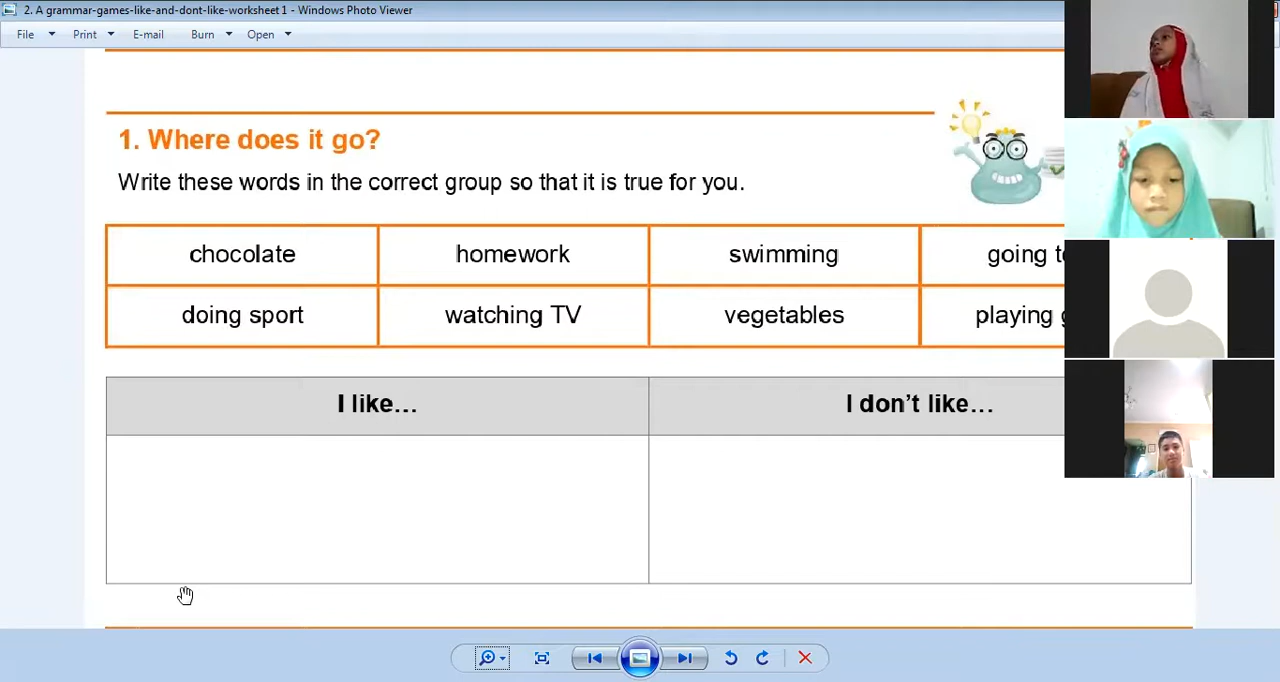 2. A grammar-games-like-and-dont-like-worksheet 1 - Windows Photo Viewer
File Print E-mail Burn Open
1. Where does it go?
Write these words in the correct group so that it is true for you.
chocolate homework swimming going
doing sport watching TV vegetables playing
I like… I don't like…